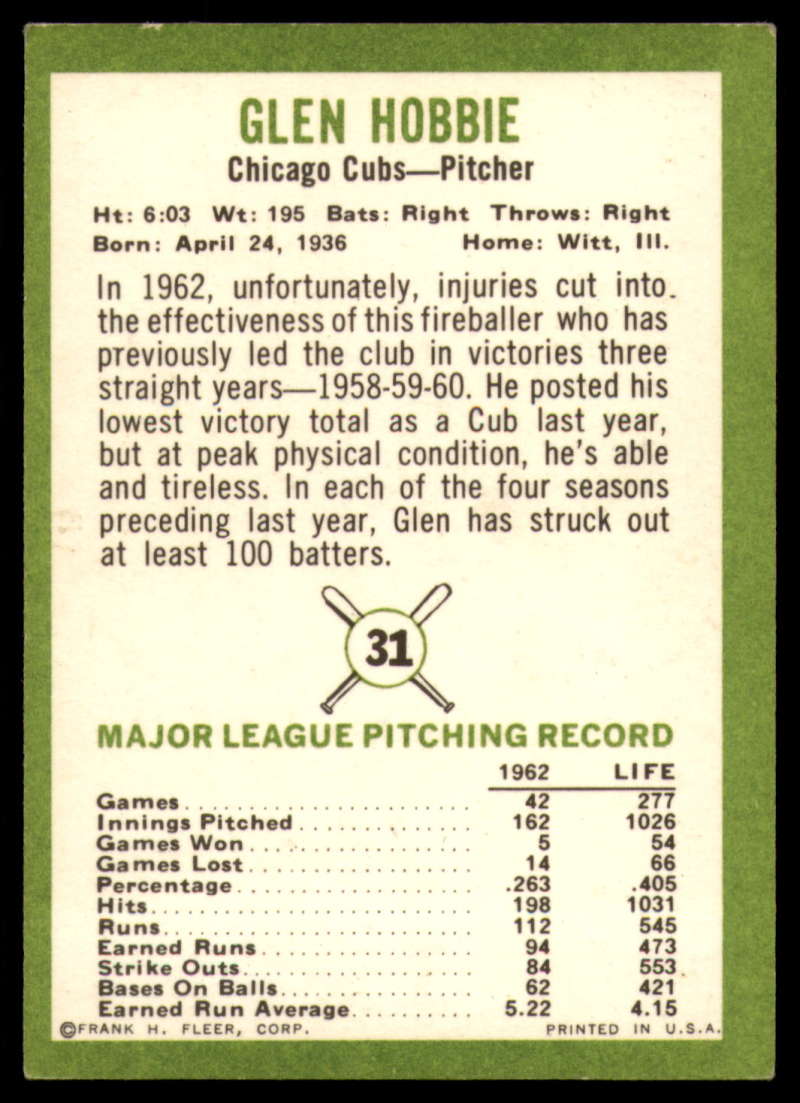 GLEN HOBBIE
Chicago Cubs—Pitcher
Ht: 6:03 Wt: 195 Bats: Right Throws: Right
Born: April 24, 1936 Home: Witt, Ill.
In 1962, unfortunately, injuries cut into
the effectiveness of this fireballer who has
previously led the club in victories three
straight years—1958-59-60. He posted his
lowest victory total as a Cub last year,
but at peak physical condition, he's able
and tireless. In each of the four seasons
preceding last year, Glen has struck out
at least 100 batters.
31
MAJOR LEAGUE PITCHING RECORD
1962 LIFE
Games 42 277
Innings Pitched 162 1026
Games Won 5 54
Games Lost 14 66
Percentage .263 .405
Hits 198 1031
Runs 112 545
Earned Runs 94 473
Strike Outs 84 553
Bases On Balls 62 421
Earned Run Average 5.22 4.15
©FRANK H. FLEER, CORP. PRINTED IN U.S.A.